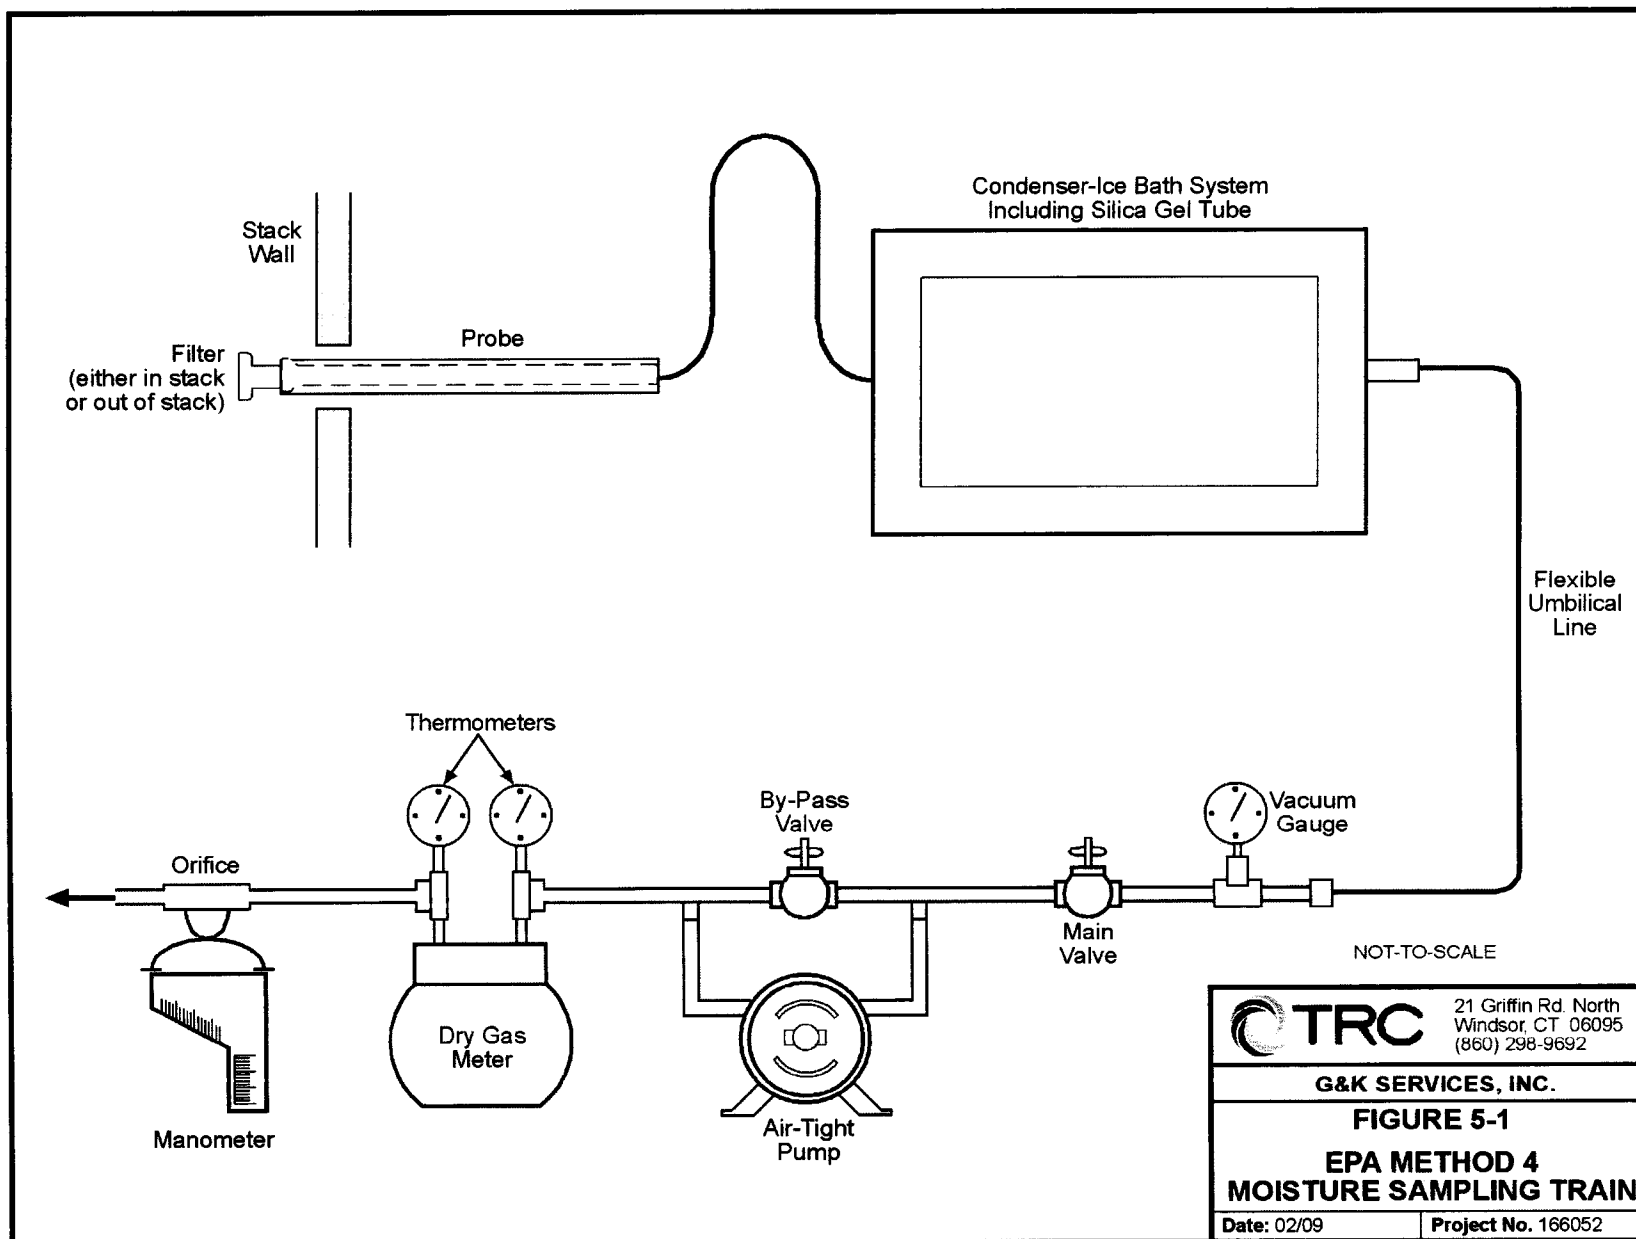 Condenser-Ice Bath System
Including Silica Gel Tube
Stack
Wall
Probe
Filter
(either in stack
or out of stack)
Flexible
Umbilical
Line
Thermometers
By-Pass
Valve
Vacuum
Gauge
Orifice
Main
Valve
NOT-TO-SCALE
Dry Gas
Meter
Manometer
Air-Tight
Pump
TRC
21 Griffin Rd. North
Windsor, CT 06095
(860) 298-9692
G&K SERVICES, INC.
FIGURE 5-1
EPA METHOD 4
MOISTURE SAMPLING TRAIN
Date: 02/09
Project No. 166052